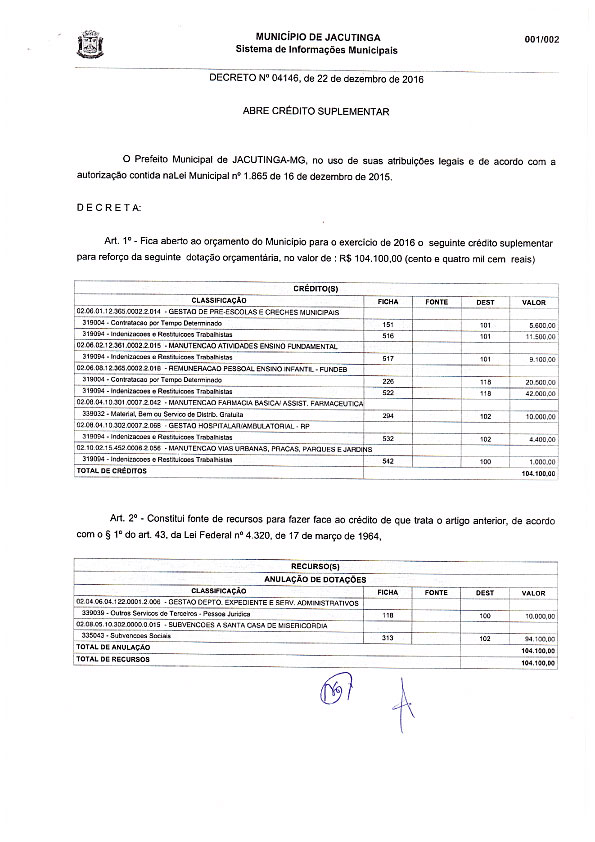 MUNICÍPIO DE JACUTINGA
001/002
Sistema de Informações Municipais
DECRETO Nº 04146, de 22 de dezembro de 2016
ABRE CRÉDITO SUPLEMENTAR
O Prefeito Municipal de JACUTINGA-MG, no uso de suas atribuições legais e de acordo com a
autorização contida naLei Municipal nº 1.865 de 16 de dezembro de 2015.
D E C R E T A:
Art. 1º - Fica aberto ao orçamento do Município para o exercício de 2016 o seguinte crédito suplementar
para reforço da seguinte dotação orçamentária, no valor de : R$ 104.100,00 (cento e quatro mil cem reais)
CRÉDITO(S)
CLASSIFICAÇÃO FICHA FONTE DEST VALOR
02.06.01.12.365.0002.2.014 - GESTAO DE PRE-ESCOLAS E CRECHES MUNICIPAIS
319004 - Contratacao por Tempo Determinado 151 101 5.600,00
319094 - Indenizacoes e Restituicoes Trabalhistas 516 101 11.500,00
02.06.02.12.361.0002.2.015 - MANUTENCAO ATIVIDADES ENSINO FUNDAMENTAL
319094 - Indenizacoes e Restituicoes Trabalhistas 517 101 9.100,00
02.06.08.12.365.0002.2.018 - REMUNERACAO PESSOAL ENSINO INFANTIL - FUNDEB
319004 - Contratacao por Tempo Determinado 226 118 20.500,00
319094 - Indenizacoes e Restituicoes Trabalhistas 522 118 42.000,00
02.08.04.10.301.0007.2.042 - MANUTENCAO FARMACIA BASICA/ ASSIST. FARMACEUTICA
339032 - Material, Bem ou Servico de Distrib. Gratuita 294 102 10.000,00
02.08.04.10.302.0007.2.068 - GESTAO HOSPITALAR/AMBULATORIAL - RP
319094 - Indenizacoes e Restituicoes Trabalhistas 532 102 4.400,00
02.10.02.15.452.0006.2.056 - MANUTENCAO VIAS URBANAS, PRACAS, PARQUES E JARDINS
319094 - Indenizacoes e Restituicoes Trabalhistas 542 100 1.000,00
TOTAL DE CRÉDITOS 104.100,00
Art. 2º - Constitui fonte de recursos para fazer face ao crédito de que trata o artigo anterior, de acordo
com o § 1º do art. 43, da Lei Federal nº 4.320, de 17 de março de 1964,
RECURSO(S)
ANULAÇÃO DE DOTAÇÕES
CLASSIFICAÇÃO FICHA FONTE DEST VALOR
02.04.06.04.122.0001.2.006 - GESTAO DEPTO. EXPEDIENTE E SERV. ADMINISTRATIVOS
339039 - Outros Servicos de Terceiros - Pessoa Juridica 118 100 10.000,00
02.08.05.10.302.0000.0.015 - SUBVENCOES A SANTA CASA DE MISERICORDIA
335043 - Subvencoes Sociais 313 102 94.100,00
TOTAL DE ANULAÇÃO 104.100,00
TOTAL DE RECURSOS 104.100,00